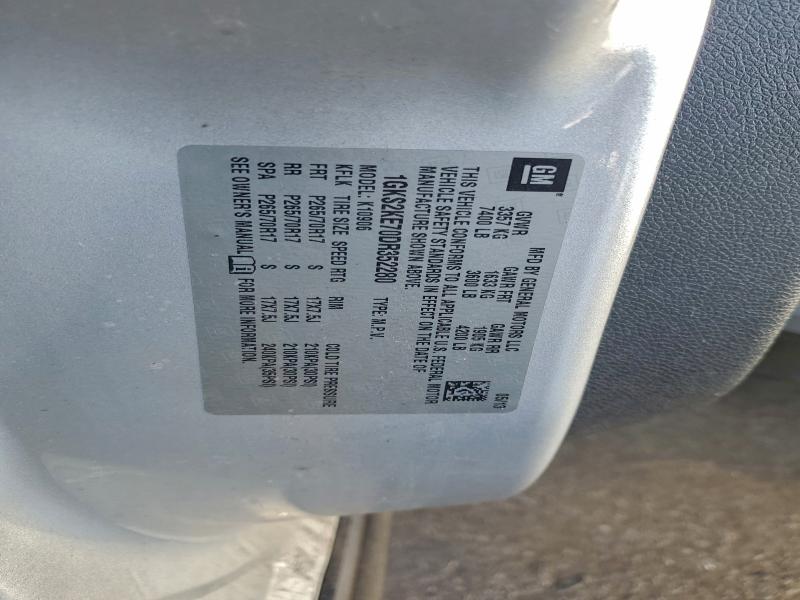 GM
MFD BY GENERAL MOTORS LLC 05/13
GVWR GAWR FRT GAWR RR
3357 KG 1633 KG 1905 KG
7400 LB 3600 LB 4200 LB
THIS VEHICLE CONFORMS TO ALL APPLICABLE U.S. FEDERAL MOTOR
VEHICLE SAFETY STANDARDS IN EFFECT ON THE DATE OF
MANUFACTURE SHOWN ABOVE.
1GKS2KE70DR352280 TYPE: M.P.V.
MODEL: K10906
KFLK TIRE SIZE SPEED RTG RIM COLD TIRE PRESSURE
FRT P265/70R17 S 17X7.5J 210KPA(30PSI)
RR P265/70R17 S 17X7.5J 210KPA(30PSI)
SPA P265/70R17 S 17X7.5J 240KPA(35PSI)
SEE OWNER'S MANUAL FOR MORE INFORMATION.